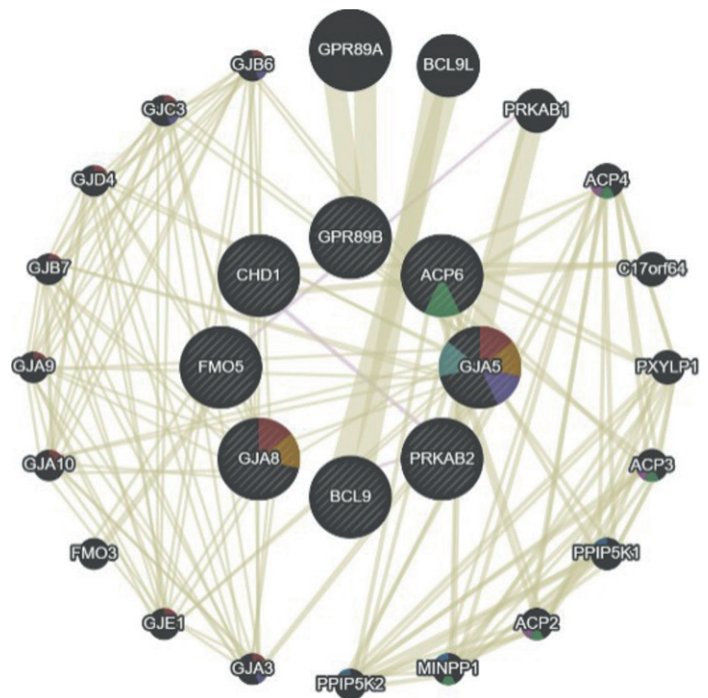 GPR89A
GJB6
BCL9L
GJC3
PRKAB1
GJD4
ACP4
GPR89B
GJB7
CHD1
ACP6
C17orf64
GJA9
FMO5
GJA5
PXYLP1
GJA10
GJA8
PRKAB2
ACP3
BCL9
FMO3
PPIP5K1
GJE1
ACP2
GJA3
MINPP1
PPIP5K2